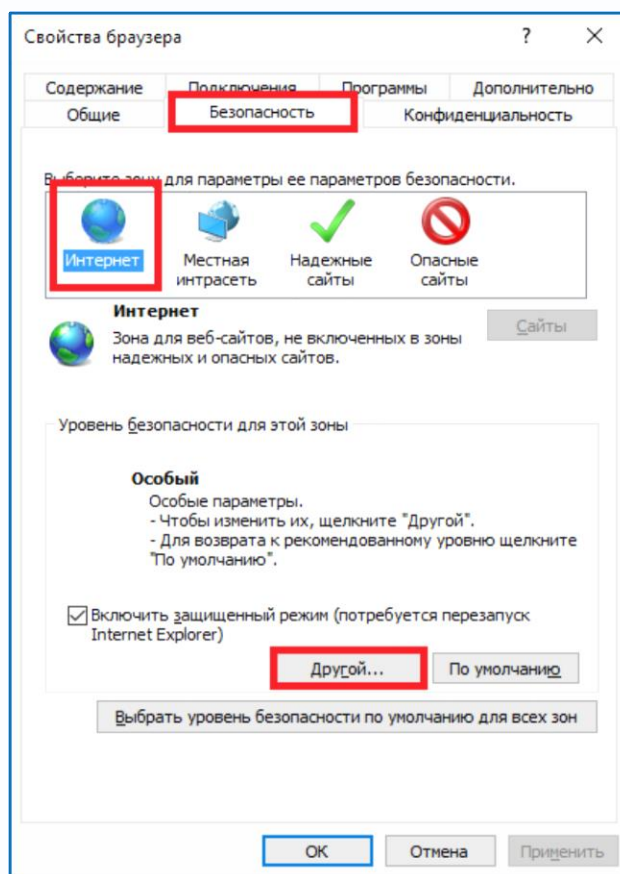 Свойства браузера
?
Содержание Подключения Программы Дополнительно
Общие Безопасность Конфиденциальность
Выберите зону для параметры ее параметров безопасности.
Интернет
Местная
интрасеть
Надежные
сайты
Опасные
сайты
Интернет
Зона для веб-сайтов, не включенных в зоны
надежных и опасных сайтов.
Сайты
Уровень безопасности для этой зоны
Особый
Особые параметры.
- Чтобы изменить их, щелкните "Другой".
- Для возврата к рекомендованному уровню щелкните
"По умолчанию".
Включить защищенный режим (потребуется перезапуск
Internet Explorer)
Другой... По умолчанию
Выбрать уровень безопасности по умолчанию для всех зон
OK Отмена Применить